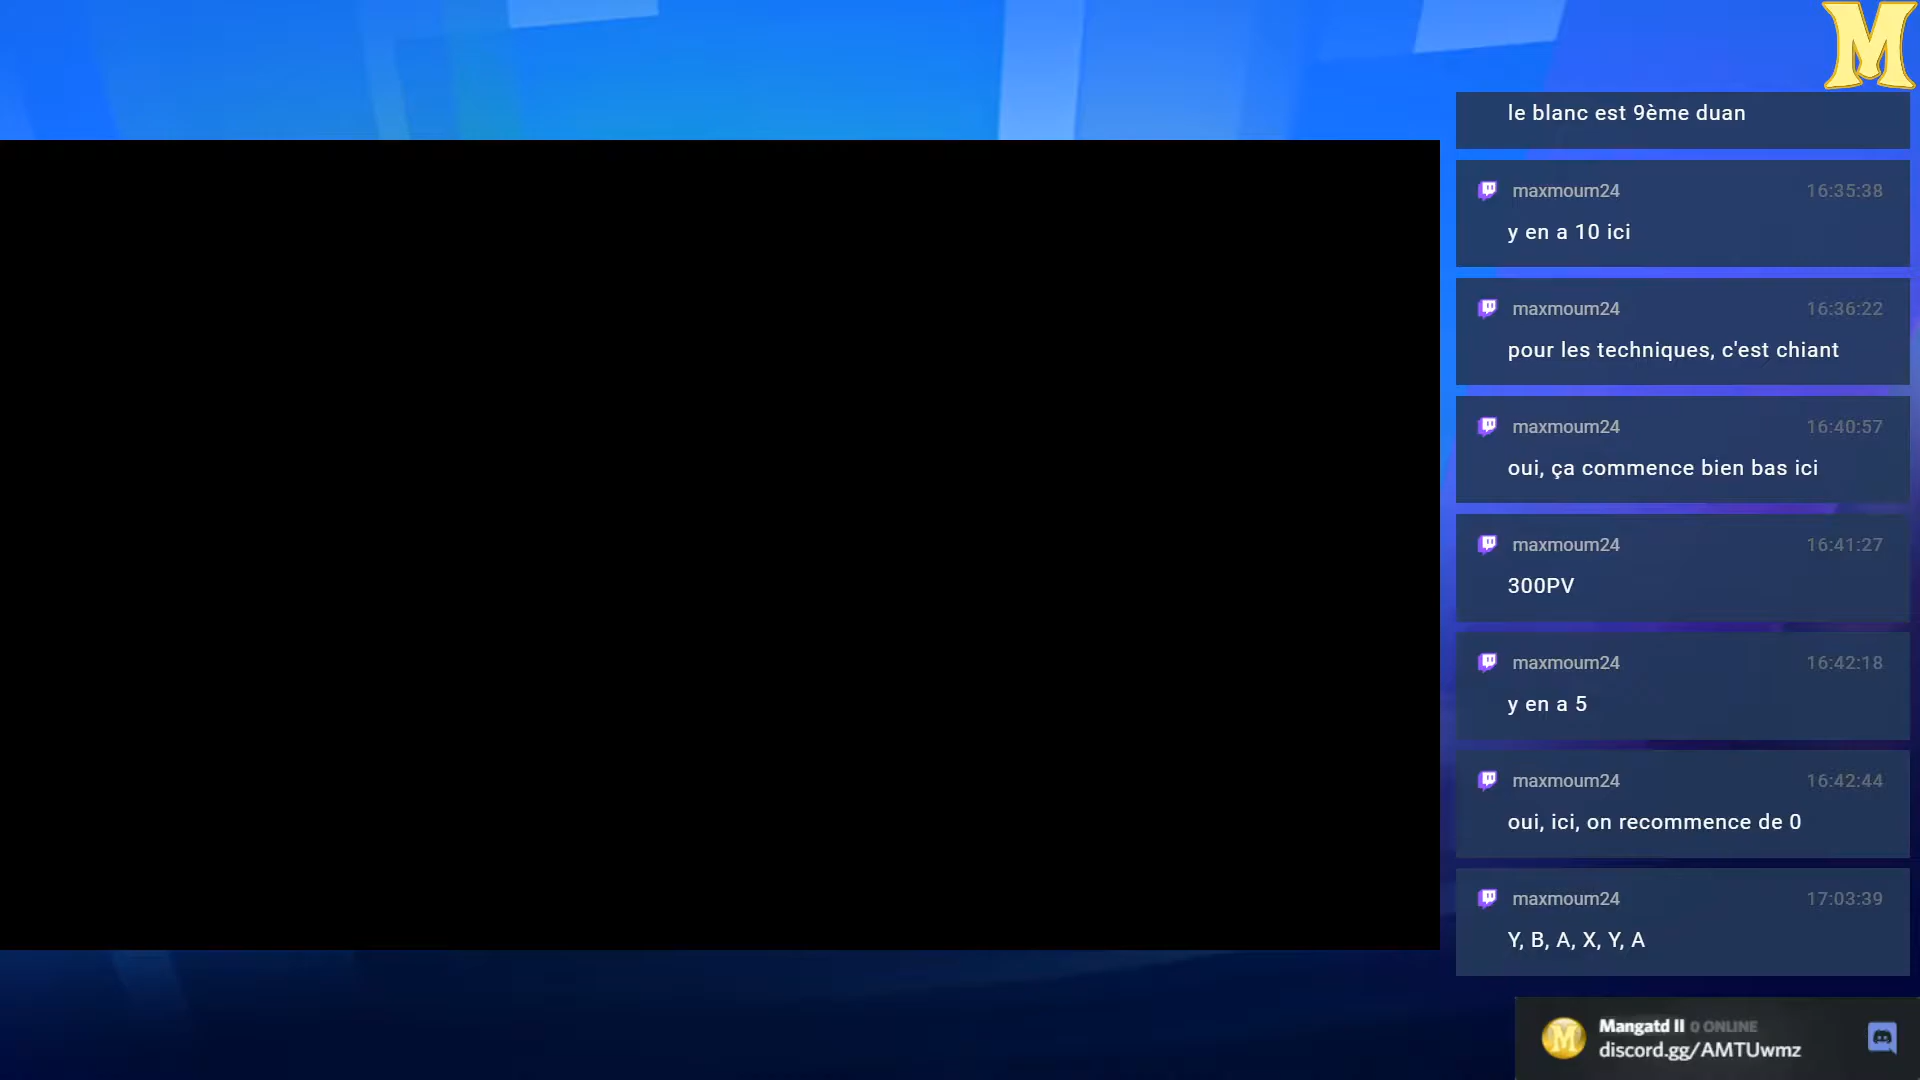 M
le blanc est 9ème duan
maxmoum24 16:35:38
y en a 10 ici
maxmoum24 16:36:22
pour les techniques, c'est chiant
maxmoum24 16:40:57
oui, ça commence bien bas ici
maxmoum24 16:41:27
300PV
maxmoum24 16:42:18
y en a 5
maxmoum24 16:42:44
oui, ici, on recommence de 0
maxmoum24 17:03:39
Y, B, A, X, Y, A
M
Mangatd II 0 ONLINE
discord.gg/AMTUwmz